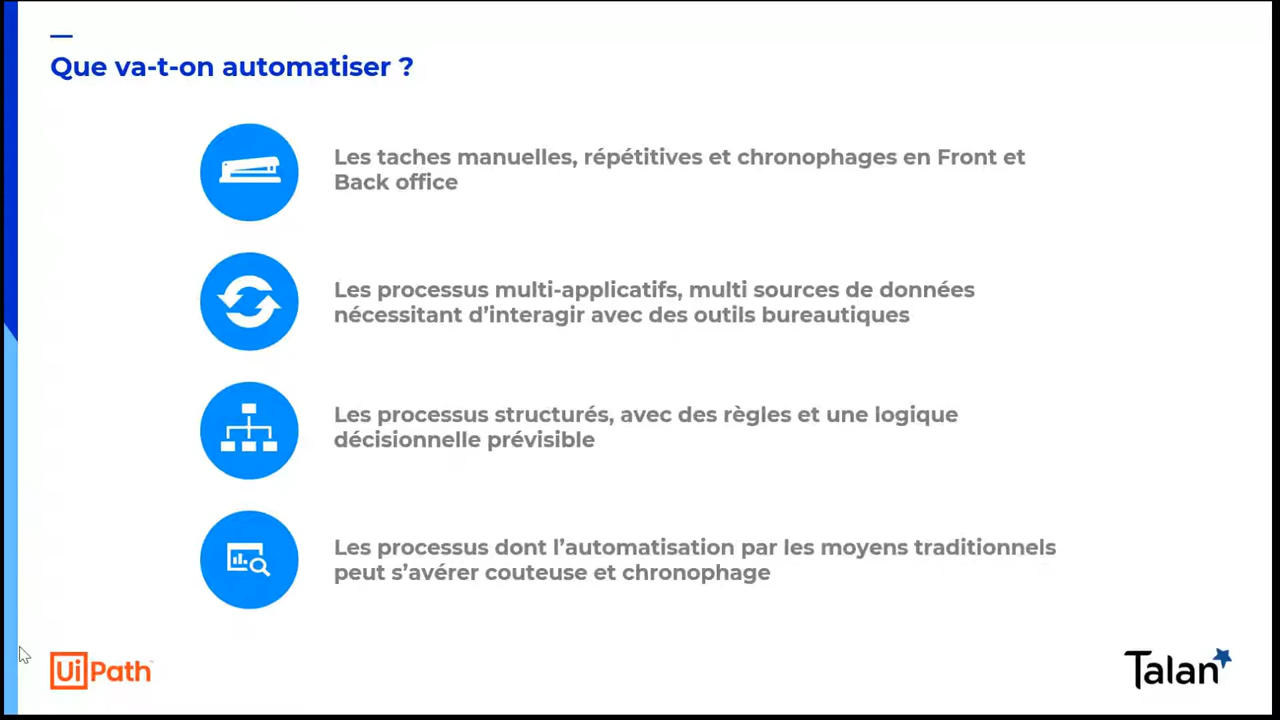 Que va-t-on automatiser ?
Les taches manuelles, répétitives et chronophages en Front et
Back office
Les processus multi-applicatifs, multi sources de données
nécessitant d’interagir avec des outils bureautiques
Les processus structurés, avec des règles et une logique
décisionnelle prévisible
Les processus dont l’automatisation par les moyens traditionnels
peut s’avérer couteuse et chronophage
UiPath
Talan